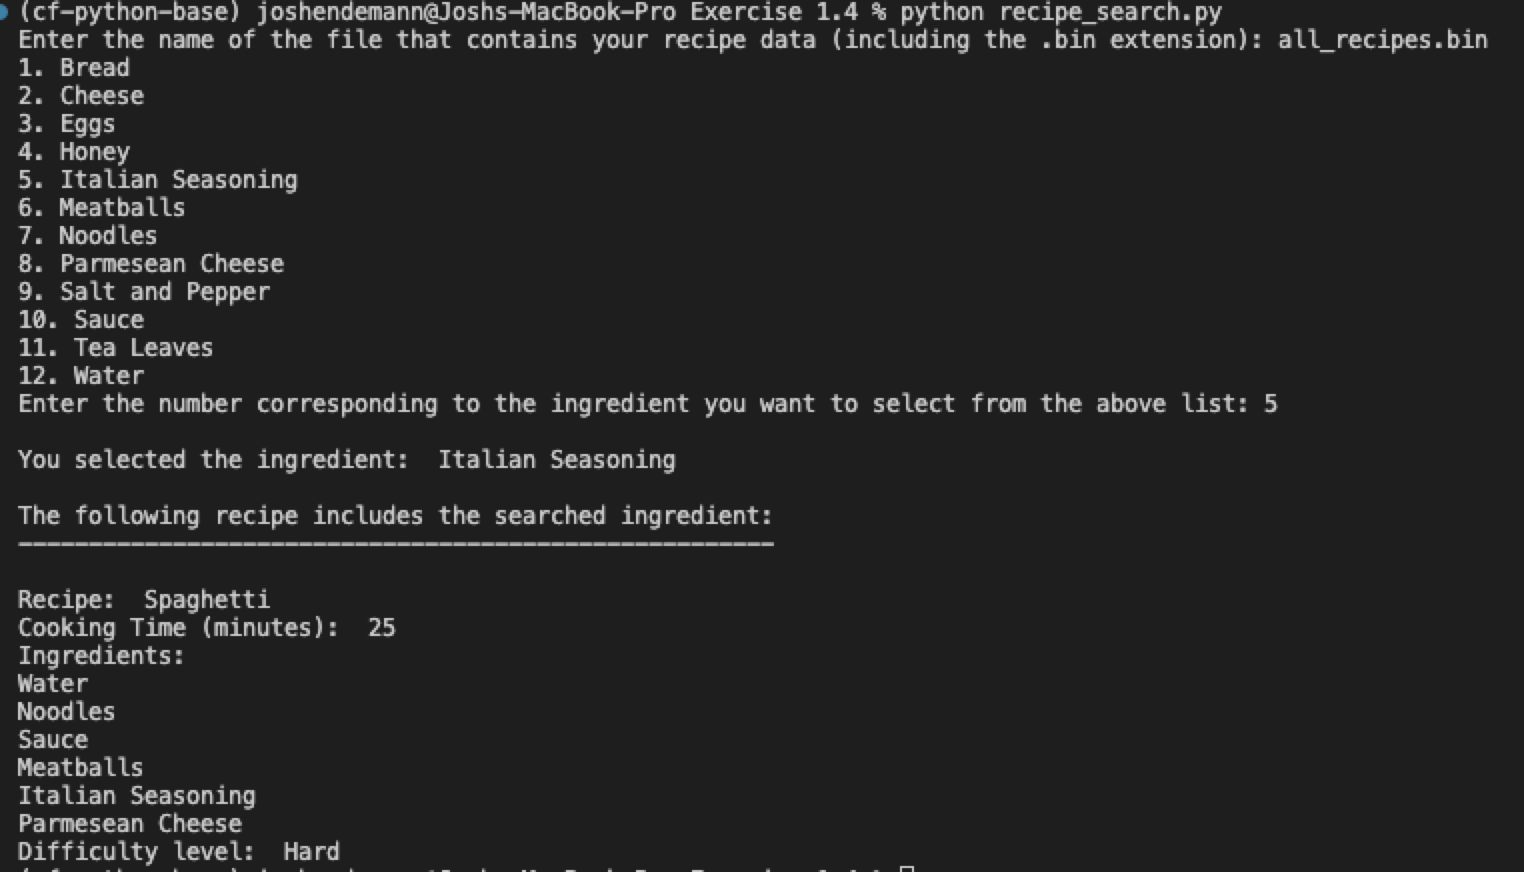 (cf-python-base) joshendemann@Joshs-MacBook-Pro Exercise 1.4 % python recipe_search.py
Enter the name of the file that contains your recipe data (including the .bin extension): all_recipes.bin
1. Bread
2. Cheese
3. Eggs
4. Honey
5. Italian Seasoning
6. Meatballs
7. Noodles
8. Parmesean Cheese
9. Salt and Pepper
10. Sauce
11. Tea Leaves
12. Water
Enter the number corresponding to the ingredient you want to select from the above list: 5
You selected the ingredient:  Italian Seasoning
The following recipe includes the searched ingredient:
------------------------------------------------------
Recipe:  Spaghetti
Cooking Time (minutes):  25
Ingredients:
Water
Noodles
Sauce
Meatballs
Italian Seasoning
Parmesean Cheese
Difficulty level:  Hard